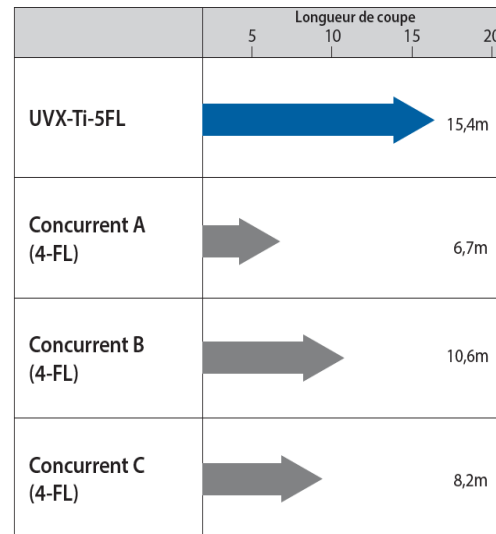 Longueur de coupe
5 10 15 20
UVX-Ti-5FL
15,4m
Concurrent A
(4-FL)
6,7m
Concurrent B
(4-FL)
10,6m
Concurrent C
(4-FL)
8,2m